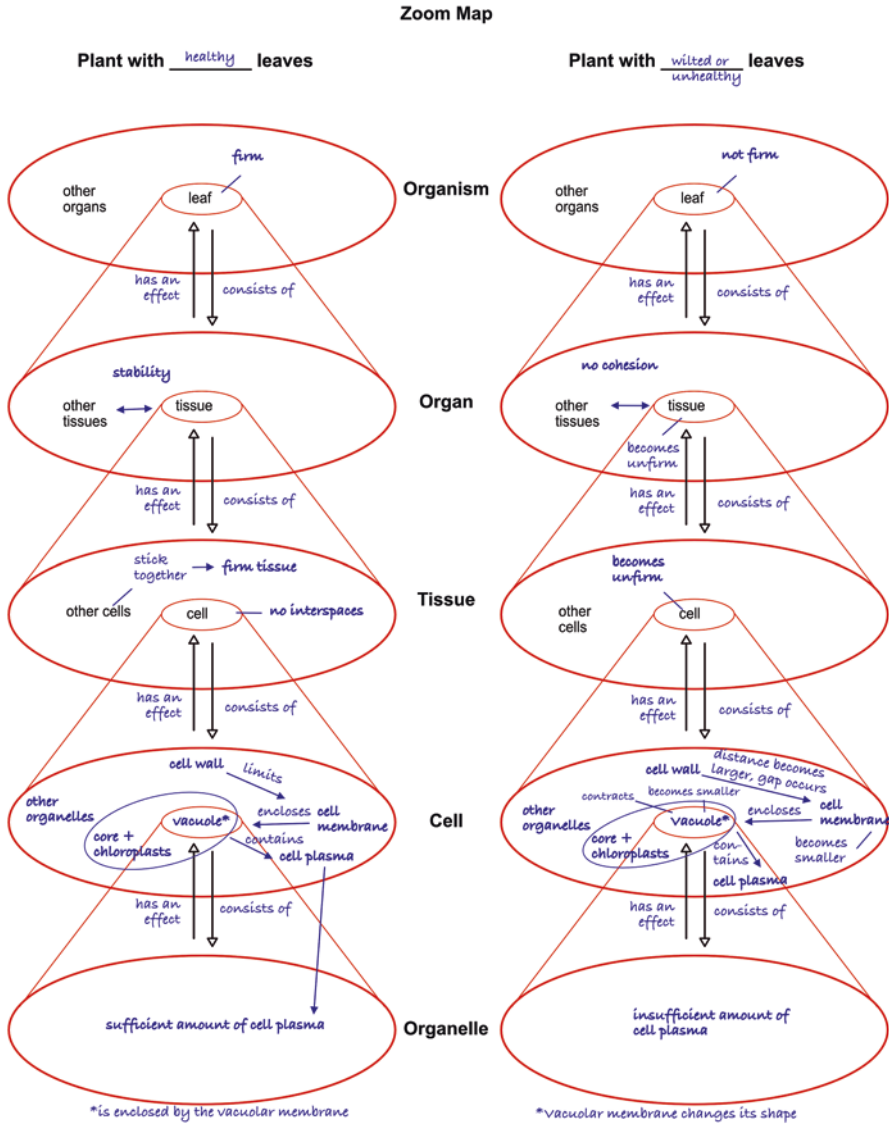 Zoom Map
Plant with healthy leaves
Plant with wilted or unhealthy leaves
firm
other
organs
leaf
Organism
not firm
other
organs
leaf
has an
effect
consists of
has an
effect
consists of
stability
other
tissues
tissue
Organ
no cohesion
other
tissues
tissue
becomes
unfirm
has an
effect
consists of
has an
effect
consists of
stick
together
firm tissue
other cells
cell
no interspaces
Tissue
becomes
unfirm
other
cells
cell
has an
effect
consists of
has an
effect
consists of
cell wall
limits
other
organelles
vacuole*
encloses
cell
membrane
core +
chloroplasts
contains
cell plasma
Cell
distance becomes
larger, gap occurs
cell wall
contracts
becomes smaller
other
organelles
vacuole*
encloses
cell
membrane
core +
chloroplasts
con-
tains
becomes
smaller
cell plasma
has an
effect
consists of
has an
effect
consists of
sufficient amount of cell plasma
Organelle
insufficient amount of
cell plasma
*is enclosed by the vacuolar membrane
*vacuolar membrane changes its shape